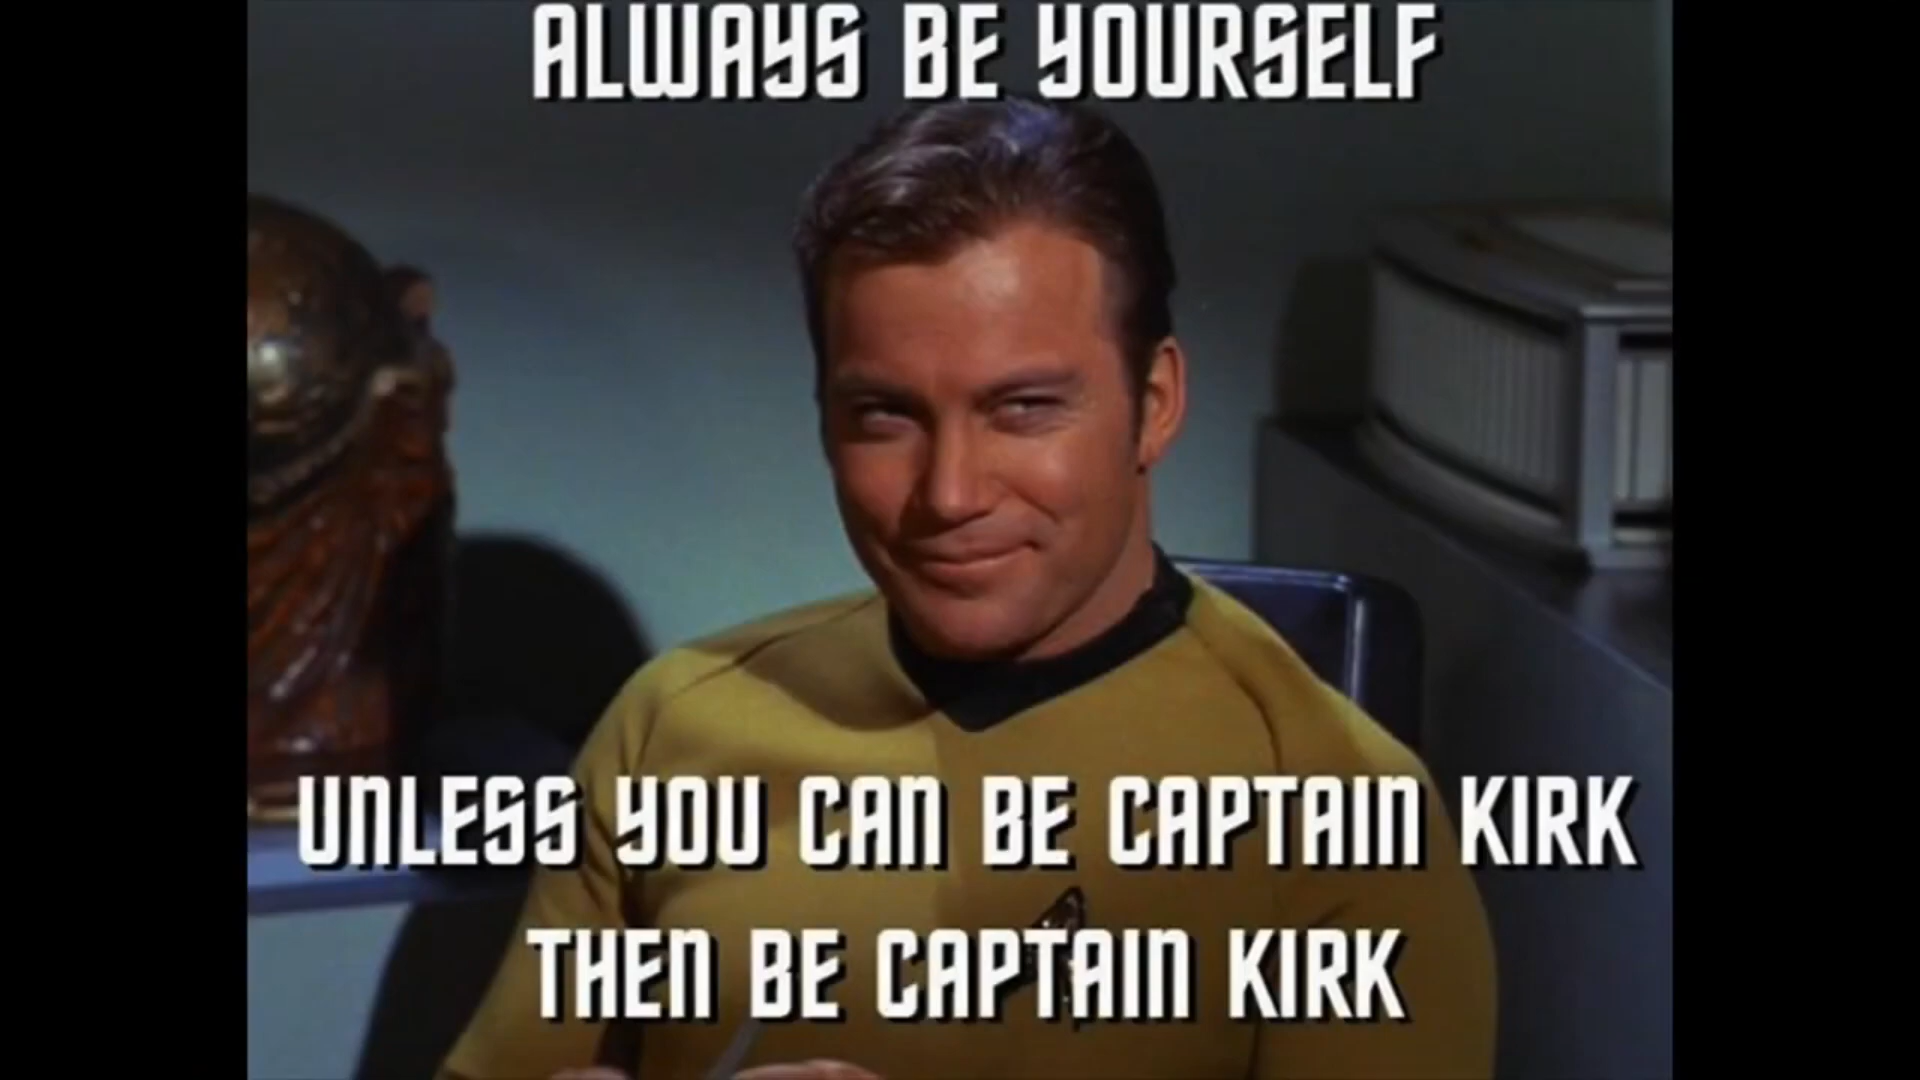 ALWAYS BE YOURSELF
UNLESS YOU CAN BE CAPTAIN KIRK
THEN BE CAPTAIN KIRK